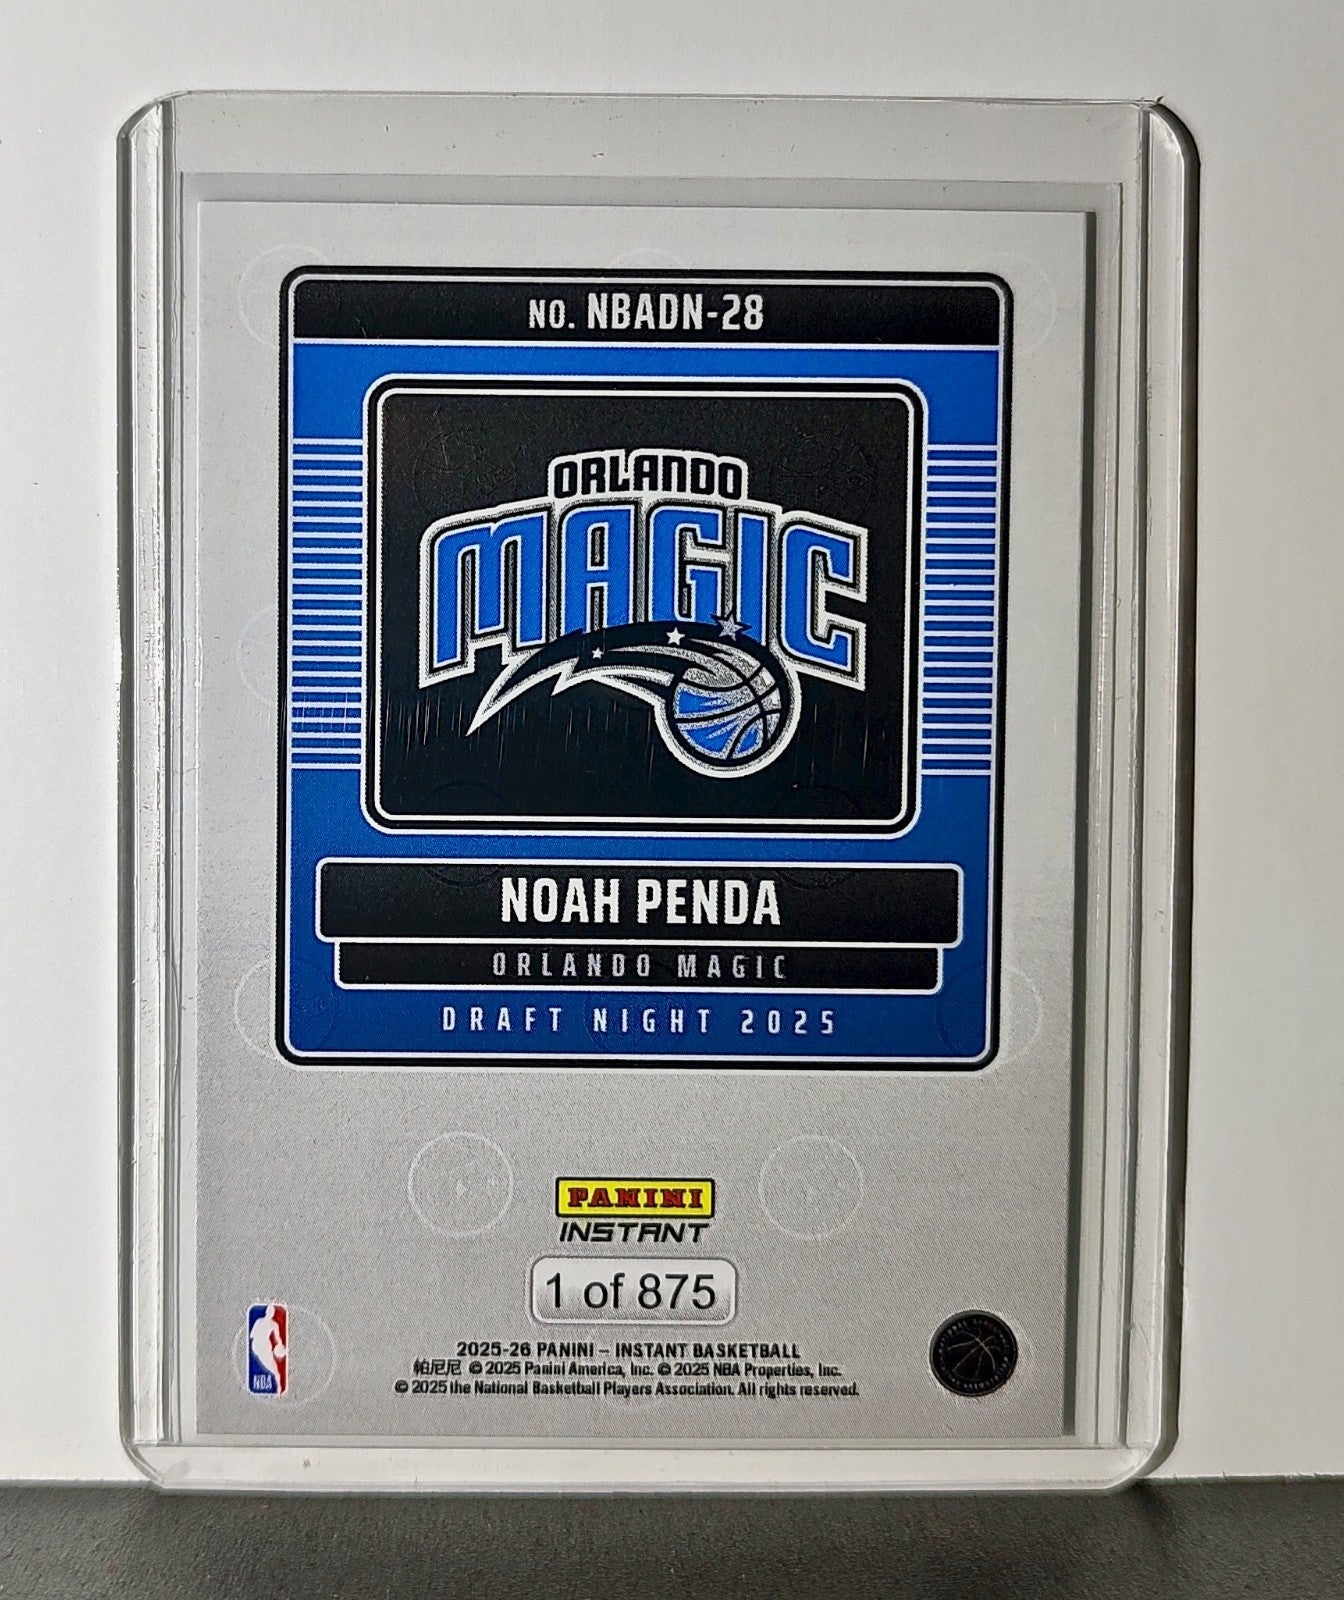 NO. NBADN-28
ORLANDO
MAGIC
NOAH PENDA
ORLANDO MAGIC
DRAFT NIGHT 2025
PANINI
INSTANT
1 of 875
2025-26 PANINI – INSTANT BASKETBALL
帕尼尼 © 2025 Panini America, Inc. © 2025 NBA Properties, Inc.
© 2025 the National Basketball Players Association. All rights reserved.
NBA